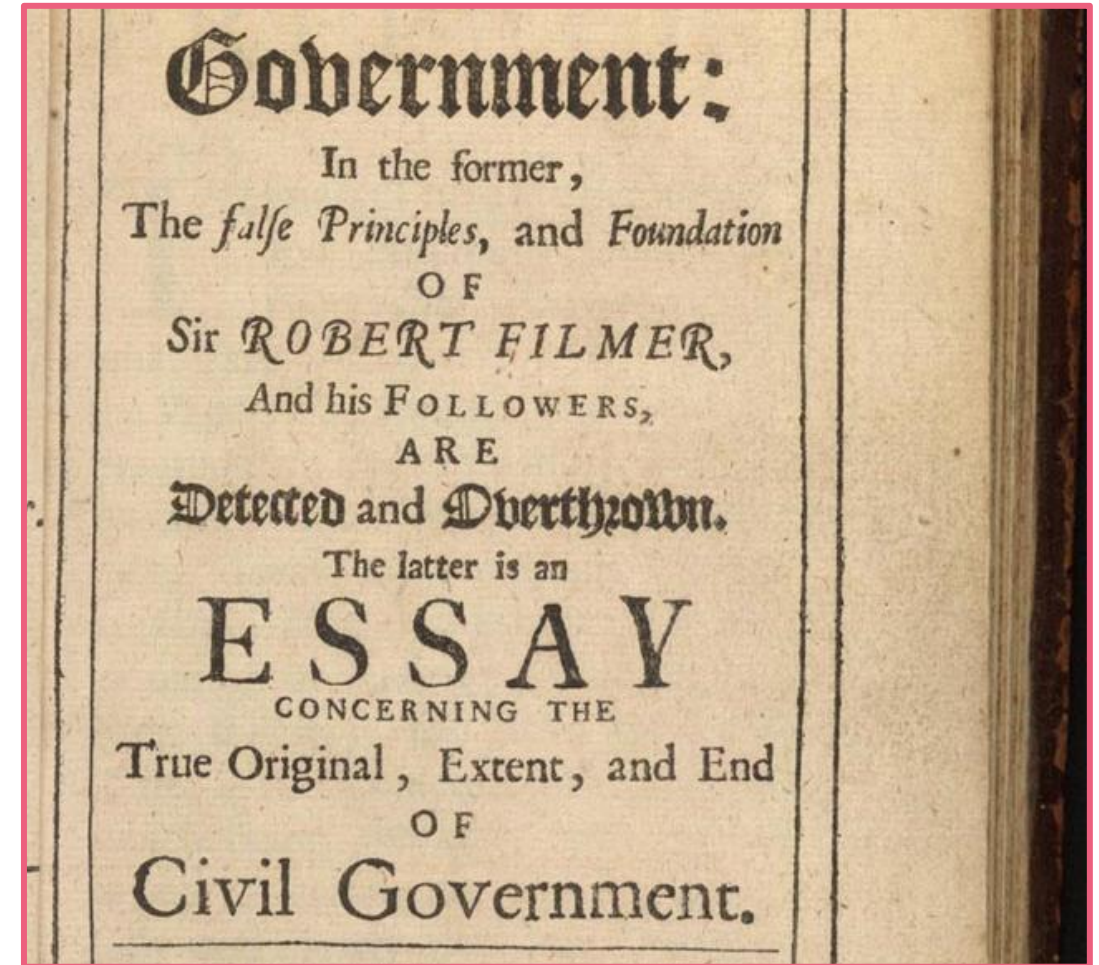 Government:
In the former,
The falſe Principles, and Foundation
OF
Sir ROBERT FILMER,
And his FOLLOWERS,
ARE
Detected and Overthrown.
The latter is an
ESSAY
CONCERNING THE
True Original, Extent, and End
OF
Civil Government.